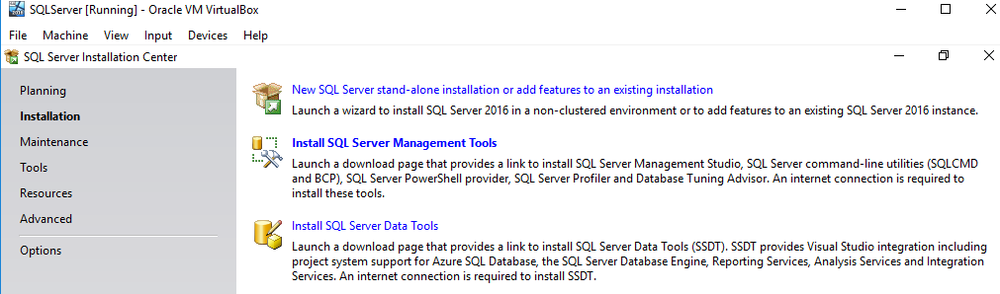 SQLServer [Running] - Oracle VM VirtualBox
File Machine View Input Devices Help
SQL Server Installation Center
Planning
Installation
Maintenance
Tools
Resources
Advanced
Options
New SQL Server stand-alone installation or add features to an existing installation
Launch a wizard to install SQL Server 2016 in a non-clustered environment or to add features to an existing SQL Server 2016 instance.
Install SQL Server Management Tools
Launch a download page that provides a link to install SQL Server Management Studio, SQL Server command-line utilities (SQLCMD
and BCP), SQL Server PowerShell provider, SQL Server Profiler and Database Tuning Advisor. An internet connection is required to
install these tools.
Install SQL Server Data Tools
Launch a download page that provides a link to install SQL Server Data Tools (SSDT). SSDT provides Visual Studio integration including
project system support for Azure SQL Database, the SQL Server Database Engine, Reporting Services, Analysis Services and Integration
Services. An internet connection is required to install SSDT.